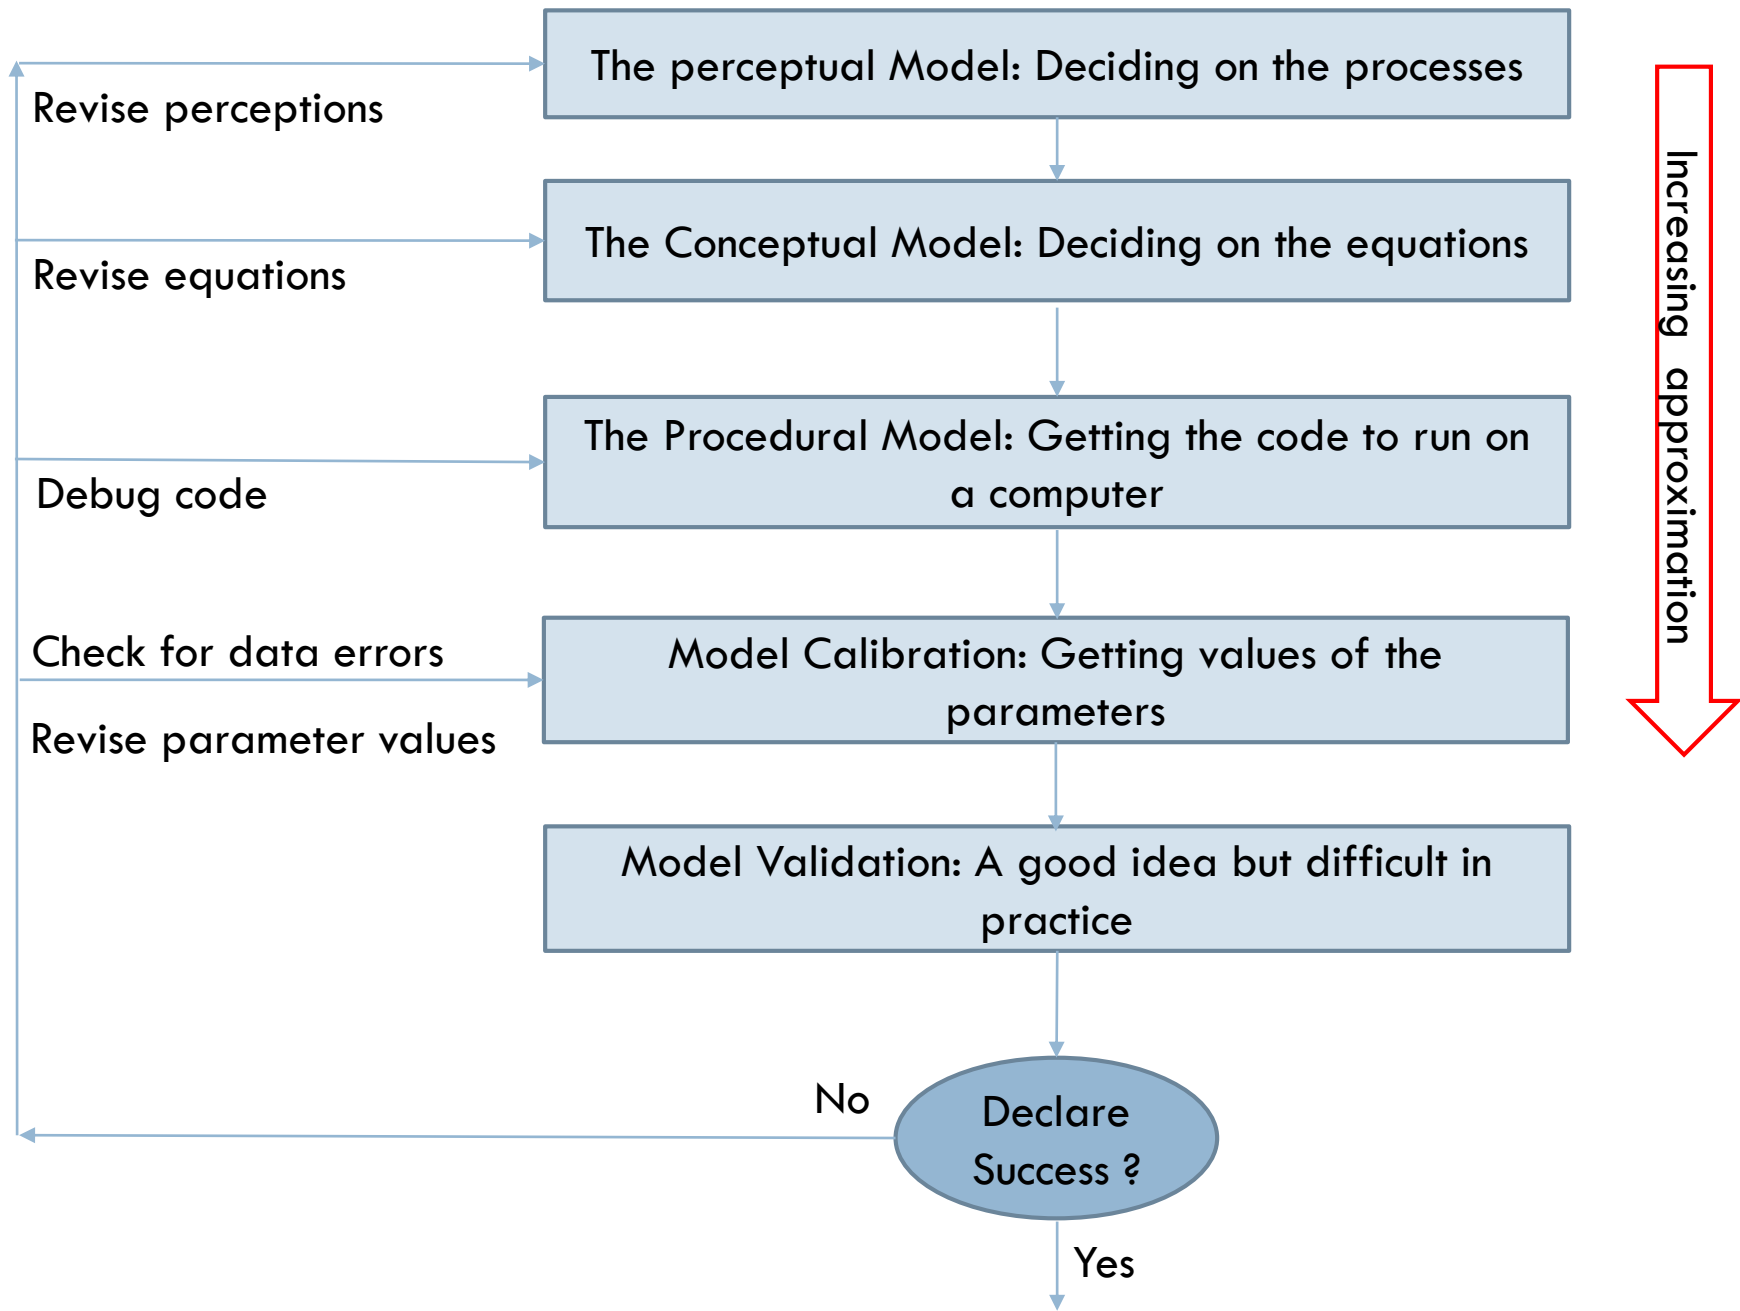 The perceptual Model: Deciding on the processes
Revise perceptions
The Conceptual Model: Deciding on the equations
Revise equations
The Procedural Model: Getting the code to run on
a computer
Debug code
Check for data errors
Model Calibration: Getting values of the
parameters
Revise parameter values
Model Validation: A good idea but difficult in
practice
Declare
Success ?
No
Yes
Increasing approximation